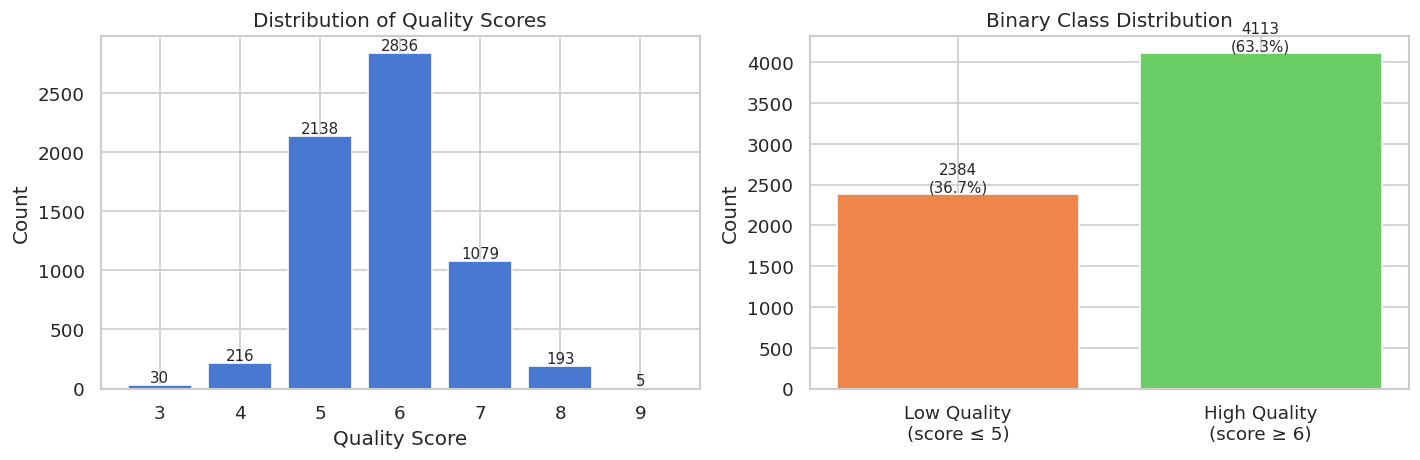 Distribution of Quality Scores
Count
2500
2000
1500
1000
500
0
30
216
2138
2836
1079
193
5
3 4 5 6 7 8 9
Quality Score
Binary Class Distribution
Count
4000
3500
3000
2500
2000
1500
1000
500
0
2384
(36.7%)
4113
(63.3%)
Low Quality
(score ≤ 5)
High Quality
(score ≥ 6)